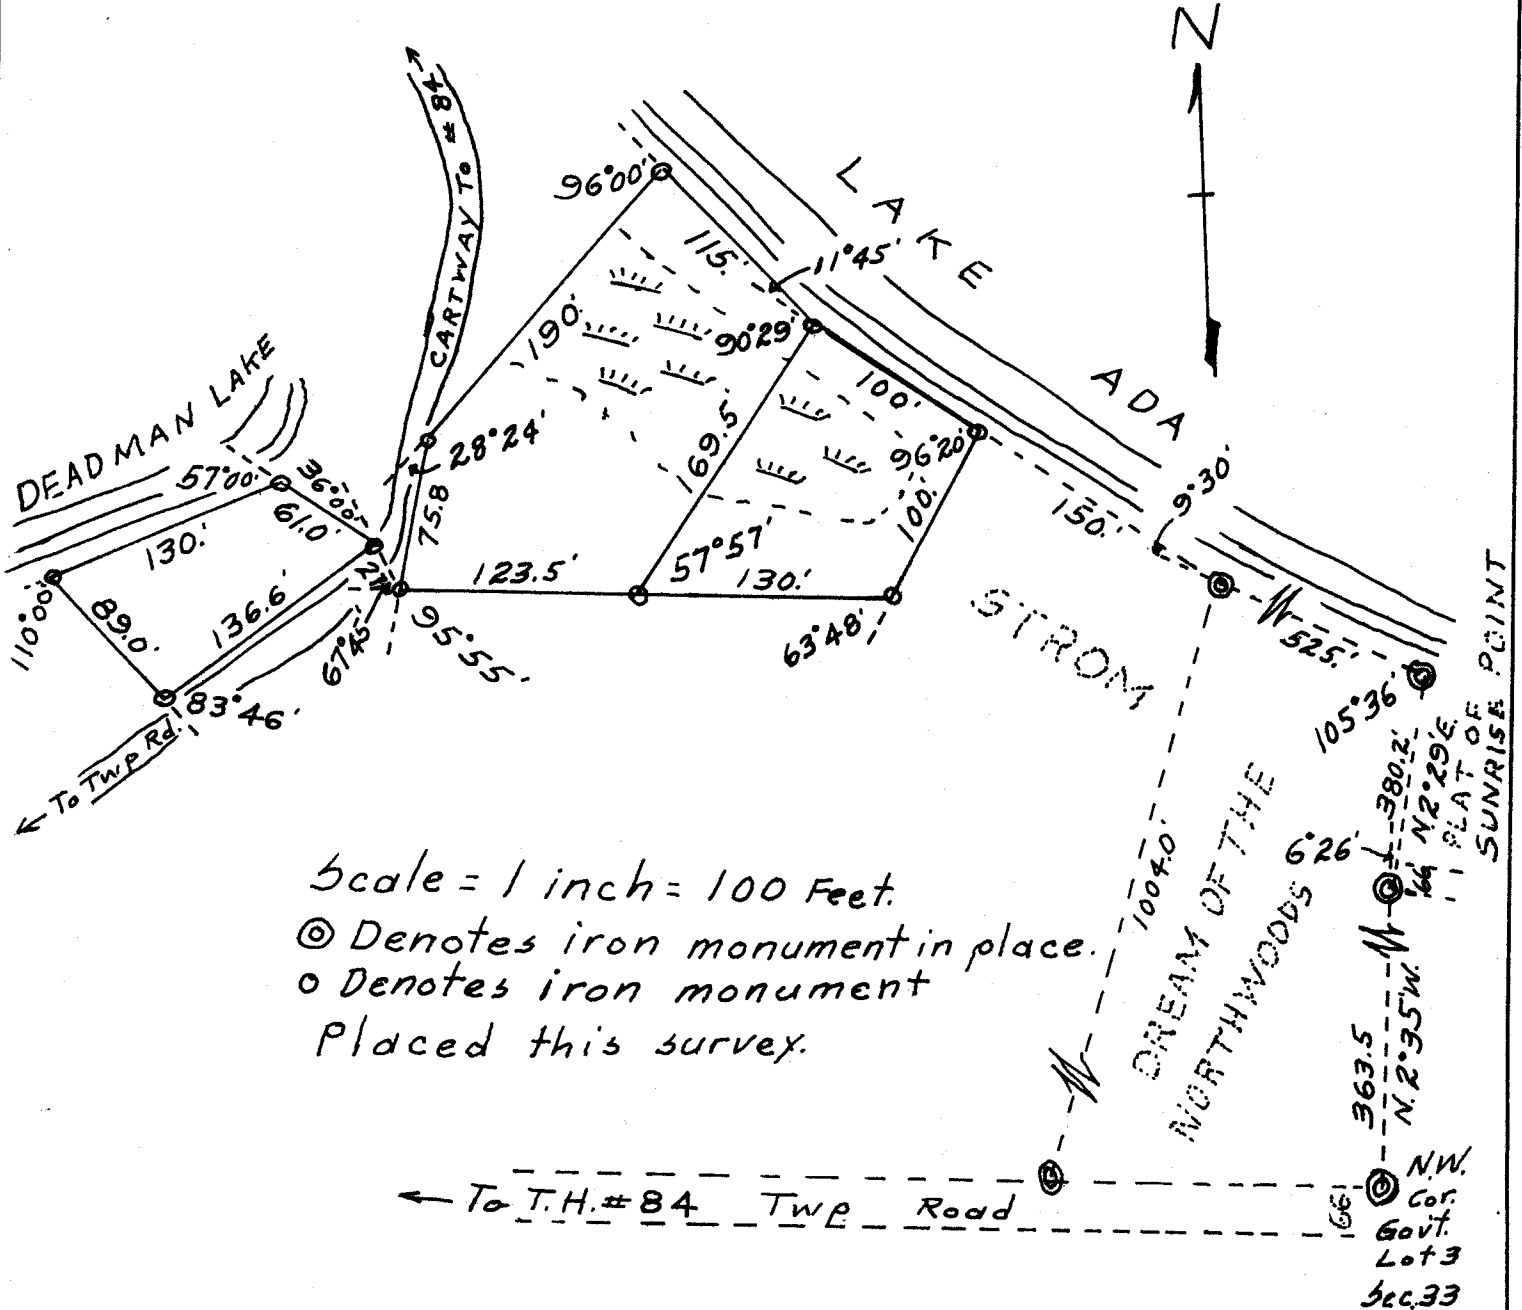 N
CARTWAY To # 84
LAKE ADA
96°00'
115.'
11°45'
190.'
90°29'
100.'
96°20'
169.5'
100.'
150.'
9°30'
DEADMAN LAKE
57°00'
36°00'
61.0'
130.'
28°24'
75.8
110°00'
89.0'
136.6'
123.5'
57°57'
130.'
63°48'
67°45'
95°55'
83°46'
To Twp Rd.
STROM
525.'
105°36'
380.2'
N.2°29'E.
66'
PLAT OF
SUNRISE POINT
6°26'
1004.0'
DREAM OF THE
NORTHWOODS
Scale = 1 inch = 100 Feet.
Denotes iron monument in place.
Denotes iron monument
Placed this survey.
363.5
N.2°35'W.
To T.H.#84 Twp Road
66'
N.W.
Cor.
Govt.
Lot 3
Sec.33